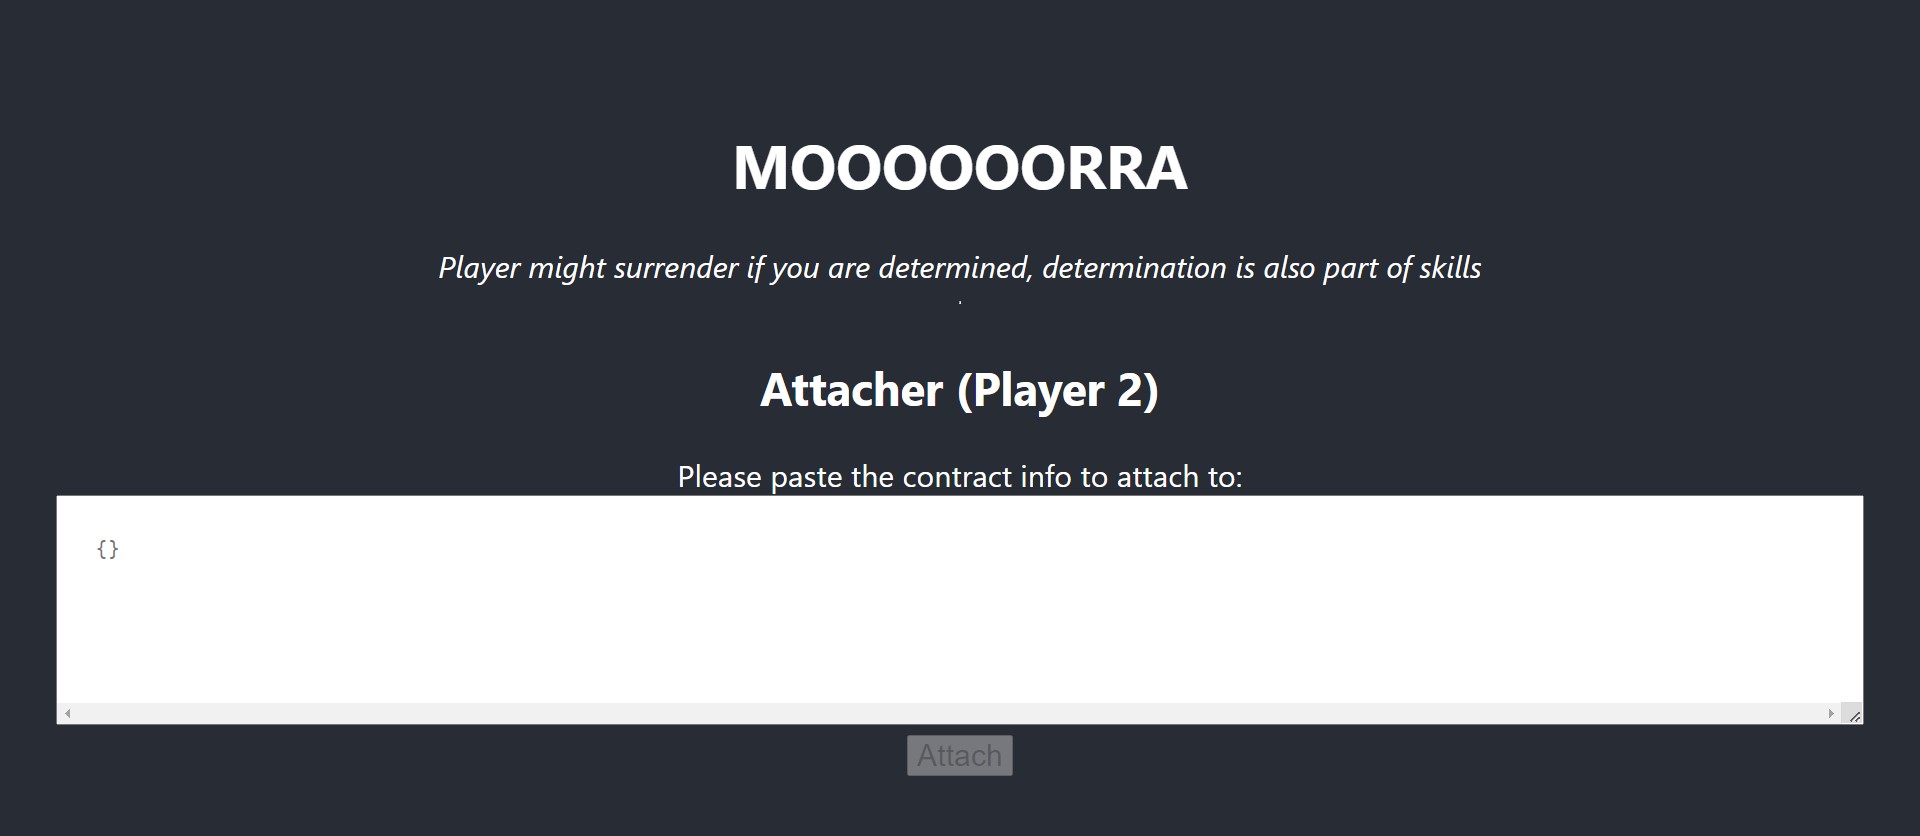 MOOOOOORRA
Player might surrender if you are determined, determination is also part of skills
.
Attacher (Player 2)
Please paste the contract info to attach to:
{}
Attach